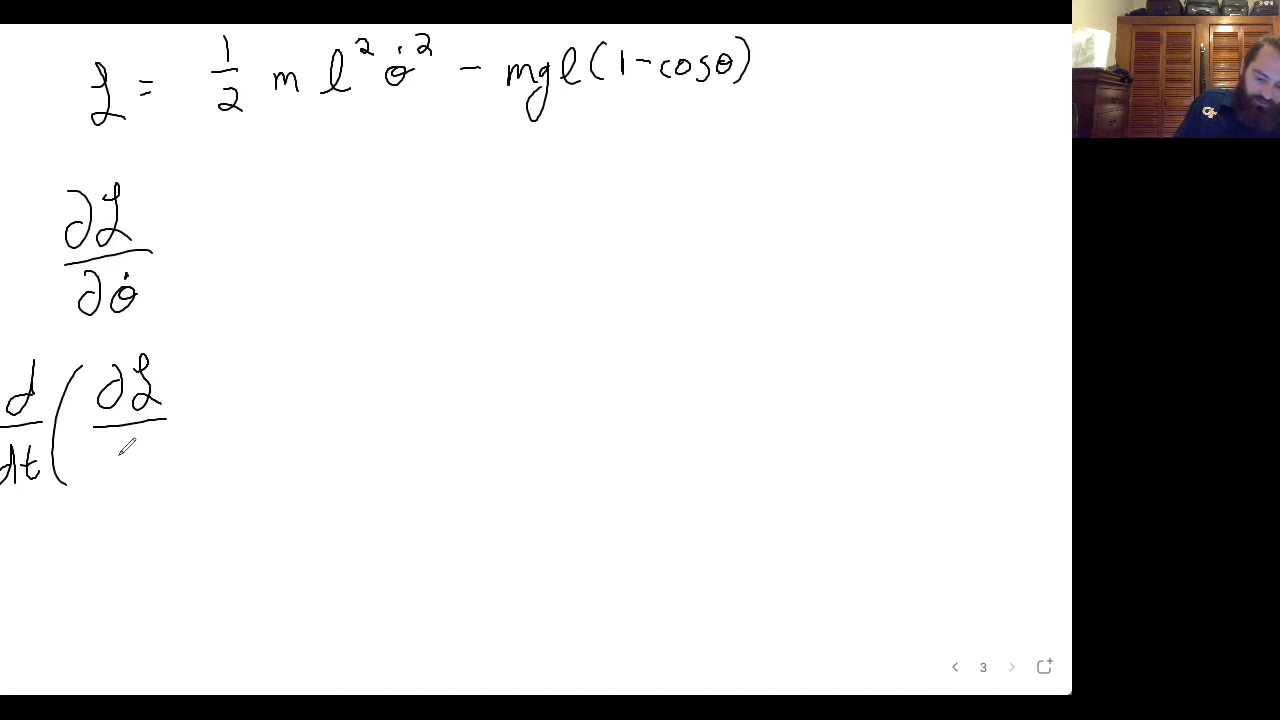 ℒ = 1/2 m l² θ̇² - mgl(1-cosθ)
∂ℒ/∂θ̇
d/dt ( ∂ℒ/
3